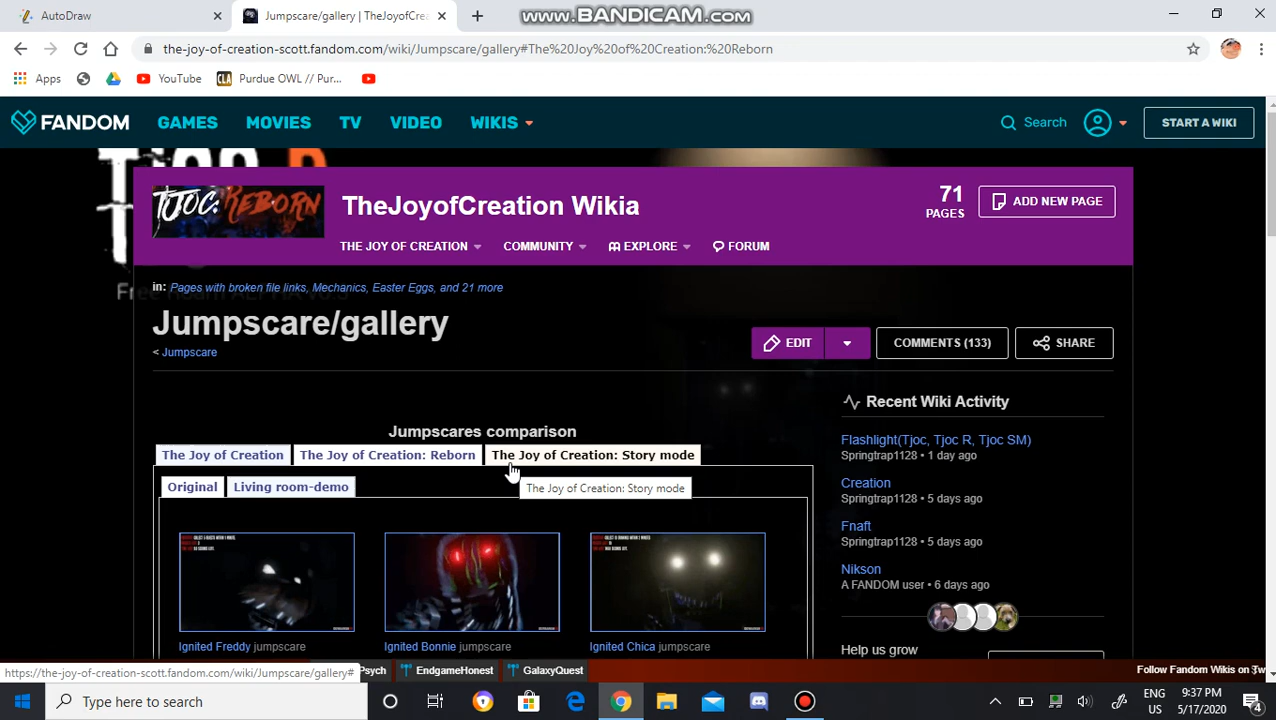 AutoDraw
Jumpscare/gallery | TheJoyofCrea
WWW.BANDICAM.COM
the-joy-of-creation-scott.fandom.com/wiki/Jumpscare/gallery#The%20Joy%20of%20Creation:%20Reborn
Apps
YouTube
Purdue OWL // Pur...
FANDOM
GAMES
MOVIES
TV
VIDEO
WIKIS
Search
START A WIKI
TJOC: REBORN
TheJoyofCreation Wikia
71
PAGES
ADD NEW PAGE
THE JOY OF CREATION
COMMUNITY
EXPLORE
FORUM
in: Pages with broken file links, Mechanics, Easter Eggs, and 21 more
Jumpscare/gallery
< Jumpscare
EDIT
COMMENTS (133)
SHARE
Jumpscares comparison
The Joy of Creation
The Joy of Creation: Reborn
The Joy of Creation: Story mode
The Joy of Creation: Story mode
Original
Living room-demo
Ignited Freddy jumpscare
Ignited Bonnie jumpscare
Ignited Chica jumpscare
Recent Wiki Activity
Flashlight(Tjoc, Tjoc R, Tjoc SM)
Springtrap1128 • 1 day ago
Creation
Springtrap1128 • 5 days ago
Fnaft
Springtrap1128 • 5 days ago
Nikson
A FANDOM user • 6 days ago
Help us grow
https://the-joy-of-creation-scott.fandom.com/wiki/Jumpscare/gallery#
Psych
EndgameHonest
GalaxyQuest
Follow Fandom Wikis on Tw
Type here to search
ENG
US
9:37 PM
5/17/2020
4